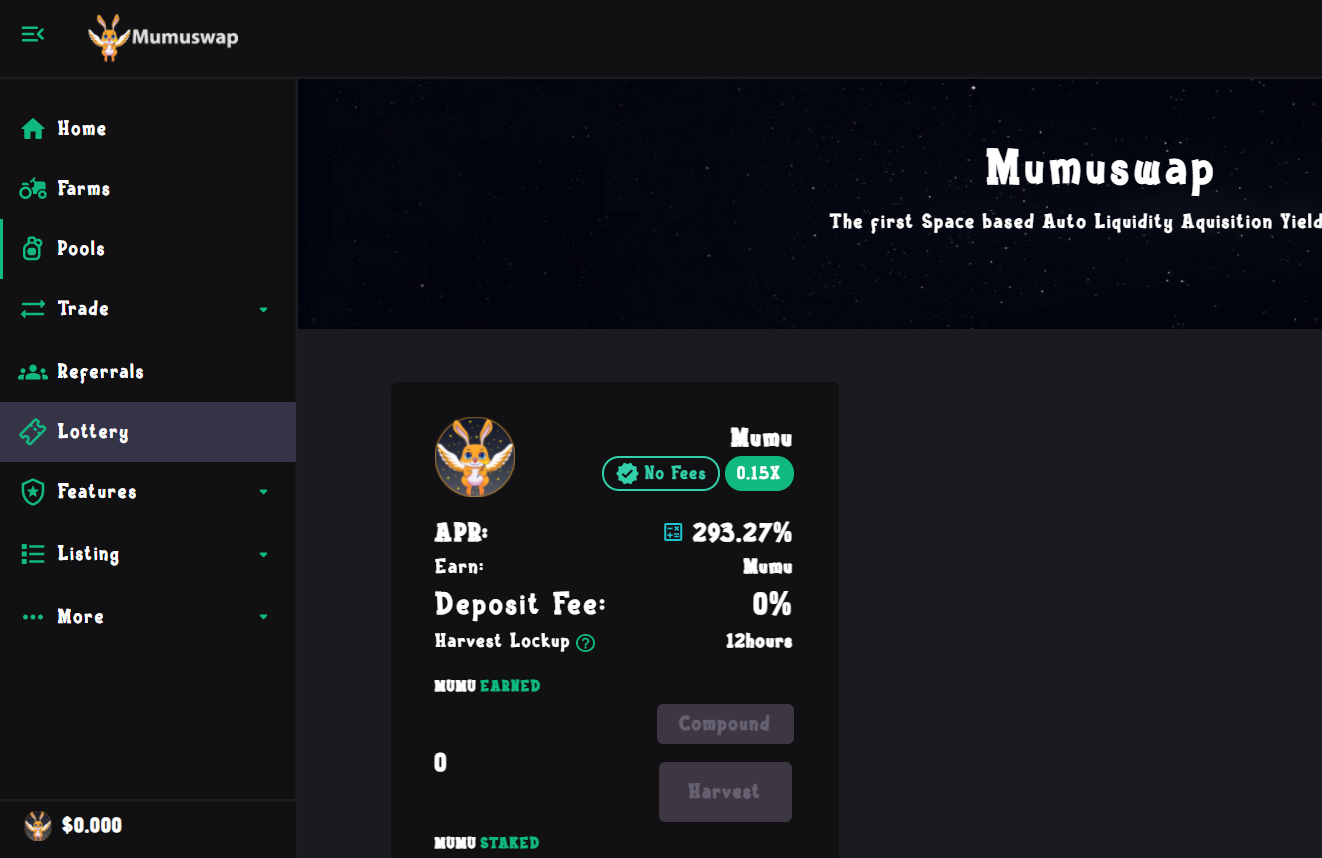 Mumuswap
Home
Farms
Pools
Trade
Referrals
Lottery
Features
Listing
More
$0.000
Mumuswap
The first Space based Auto Liquidity Aquisition Yield
Mumu
No Fees 0.15X
APR: 293.27%
Earn: Mumu
Deposit Fee: 0%
Harvest Lockup ? 12hours
MUMU EARNED
Compound
0
Harvest
MUMU STAKED